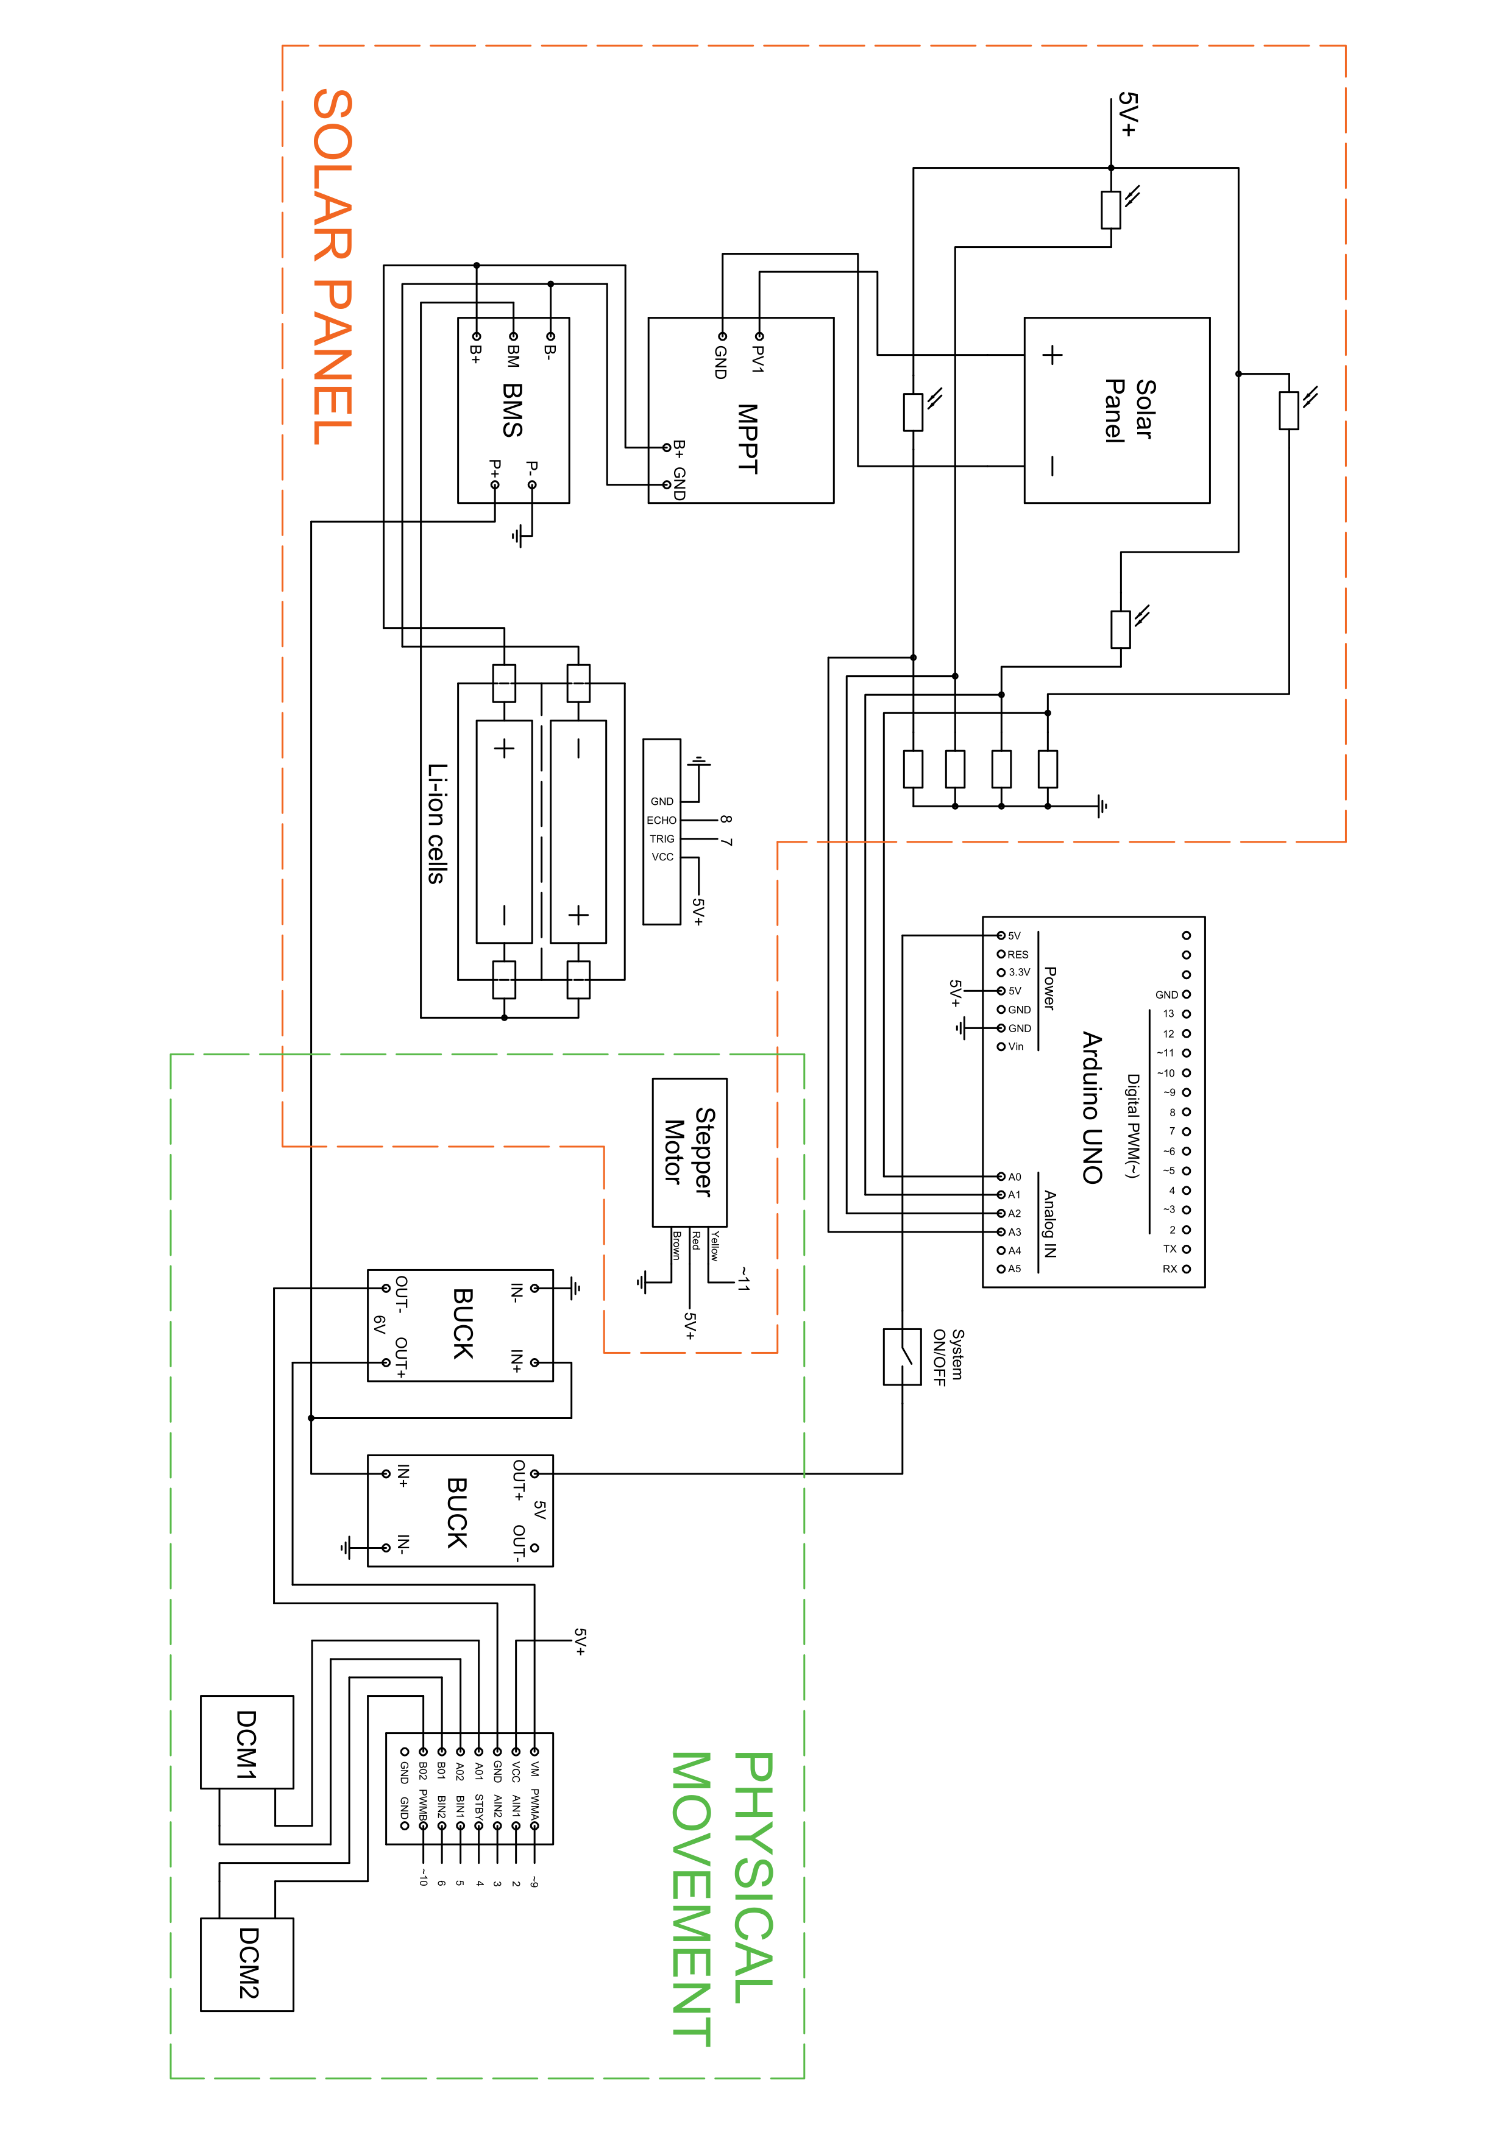 SOLAR PANEL
5V+
Solar
Panel
+
−
MPPT
PV1
GND
B+
GND
BMS
B-
BM
B+
P-
P+
Li-ion cells
−
+
+
−
GND
ECHO
TRIG
VCC
8
7
5V+
Arduino UNO
Power
5V
RES
3.3V
5V
GND
GND
Vin
5V+
Analog IN
A0
A1
A2
A3
A4
A5
Digital PWM(~)
GND
13
12
~11
~10
~9
8
7
~6
~5
4
~3
2
TX
RX
System
ON/OFF
Stepper
Motor
Yellow
Red
Brown
~11
5V+
BUCK
IN-
IN+
OUT-
6V
OUT+
BUCK
OUT+
5V
OUT-
IN+
IN-
PHYSICAL
MOVEMENT
5V+
VM PWMA ~9
VCC AIN1 2
GND AIN2 3
A01 STBY 4
A02 BIN1 5
B01 BIN2 6
B02 PWMB ~10
GND GND
DCM1
DCM2